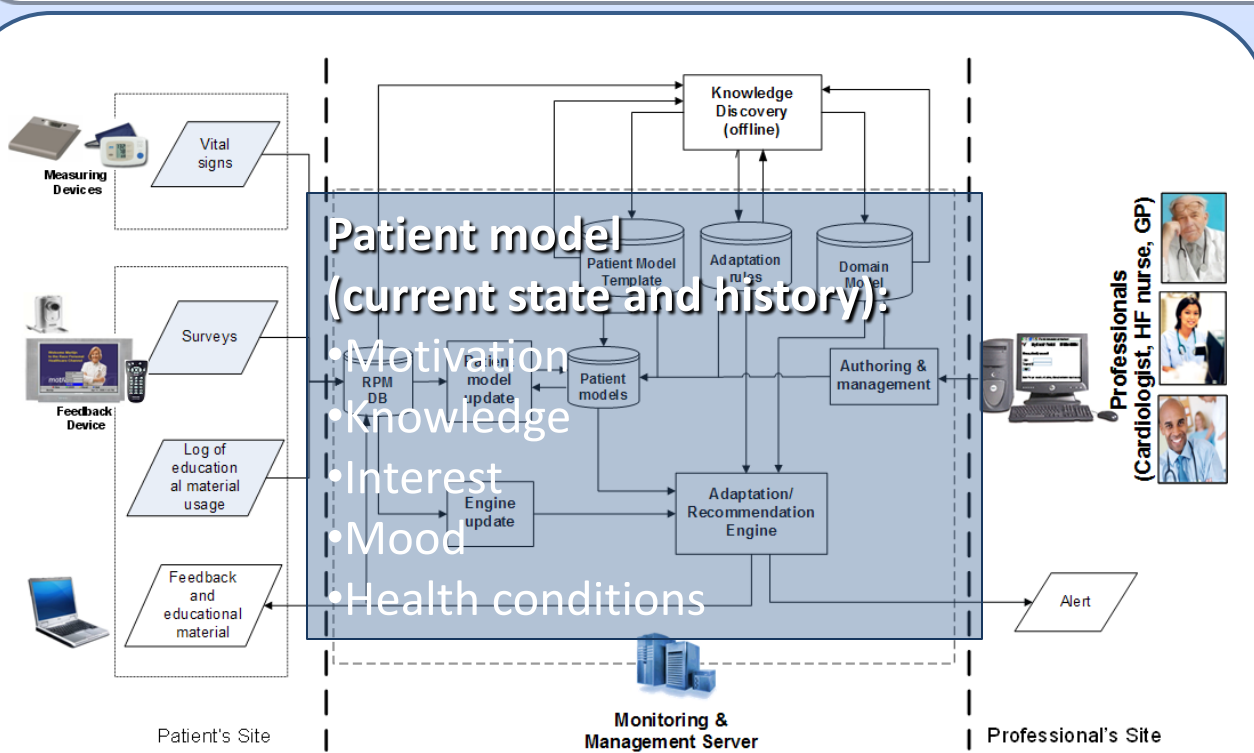 Knowledge
Discovery
(offline)
Vital
signs
Measuring
Devices
Patient model
(current state and history):
•Motivation
•Knowledge
•Interest
•Mood
•Health conditions
Patient Model
Template
Adaptation
rules
Domain
Model
Surveys
Feedback
Device
RPM
DB
Patient
model
update
Patient
models
Authoring &
management
Professionals
(Cardiologist, HF nurse, GP)
Log of
education
al material
usage
Engine
update
Adaptation/
Recommendation
Engine
Feedback
and
educational
material
Alert
Monitoring &
Management Server
Patient's Site
Professional's Site